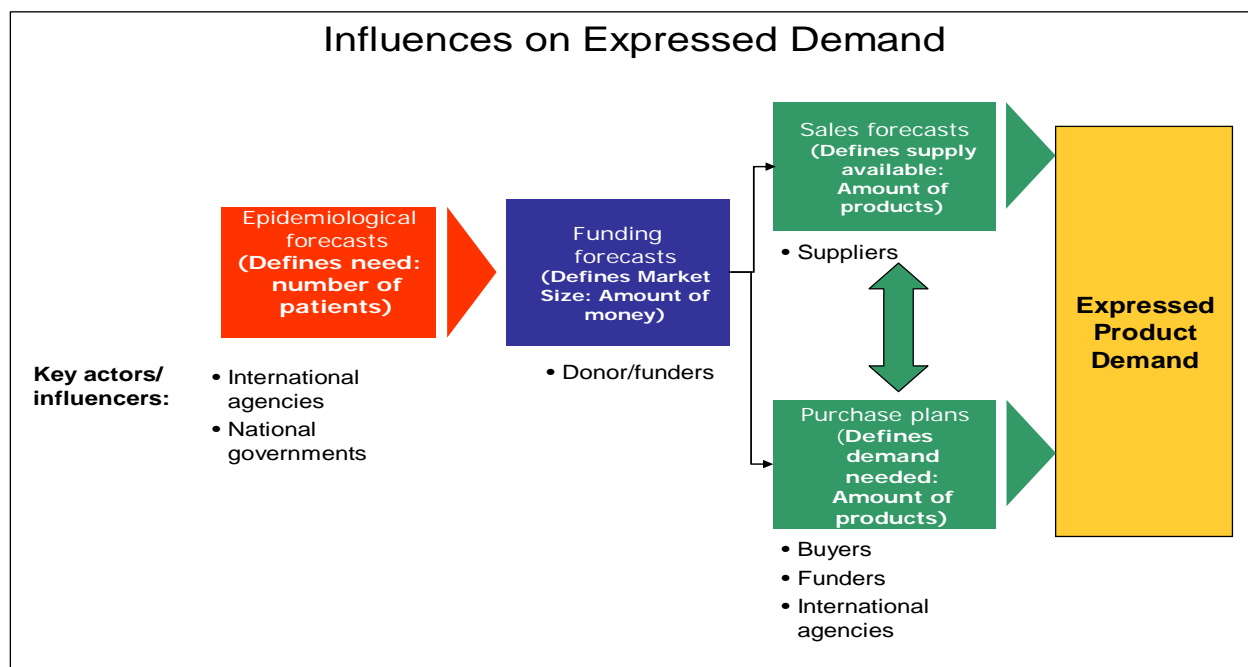 Influences on Expressed Demand
Sales forecasts
(Defines supply
available:
Amount of
products)
• Suppliers
Epidemiological
forecasts
(Defines need:
number of
patients)
Funding
forecasts
(Defines Market
Size: Amount of
money)
Expressed
Product
Demand
Key actors/
influencers:
• International
agencies
• National
governments
• Donor/funders
Purchase plans
(Defines
demand
needed:
Amount of
products)
• Buyers
• Funders
• International
agencies